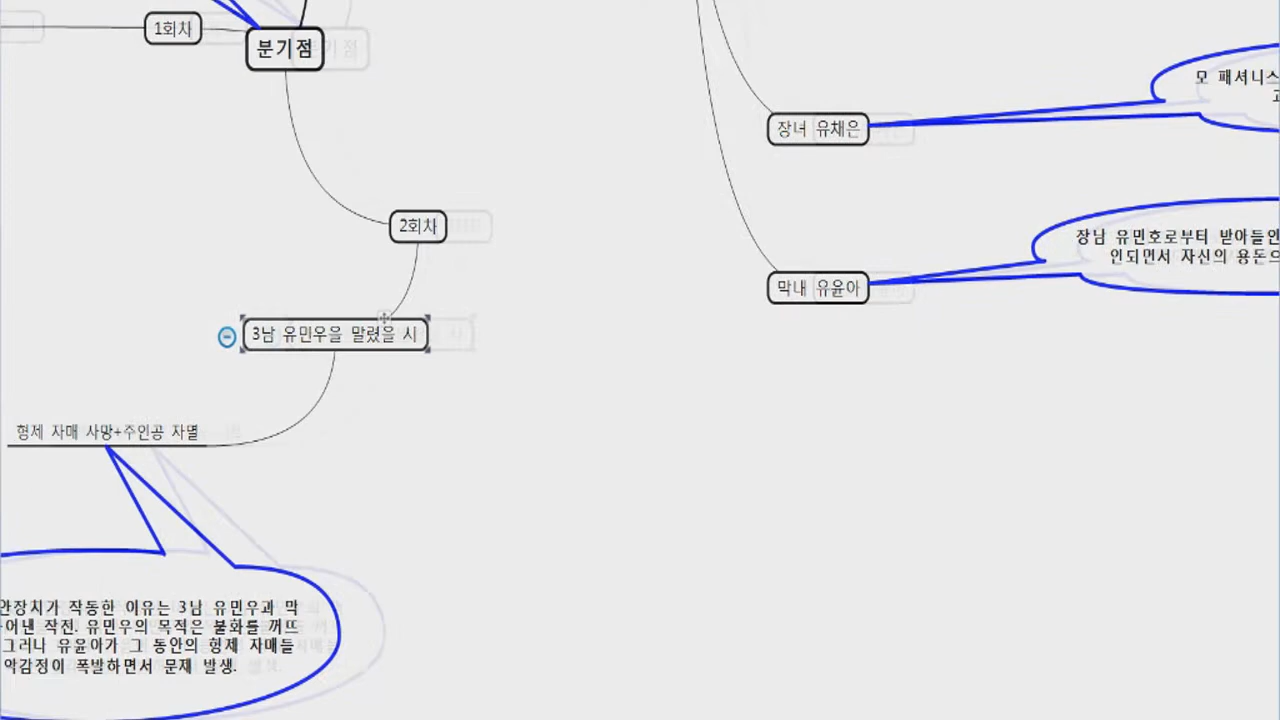 1회차
분기점
모 패셔니스
장녀 유채은
2회차
장남 유민호로부터 받아들인
인되면서 자신의 용돈으
막내 유윤아
3남 유민우을 말렸을 시
형제 자매 사망+주인공 자멸
안장치가 작동한 이유는 3남 유민우과 막
어낸 작전. 유민우의 목적은 불화를 꺼뜨
그러나 유윤아가 그 동안의 형제 자매들
악감정이 폭발하면서 문제 발생.